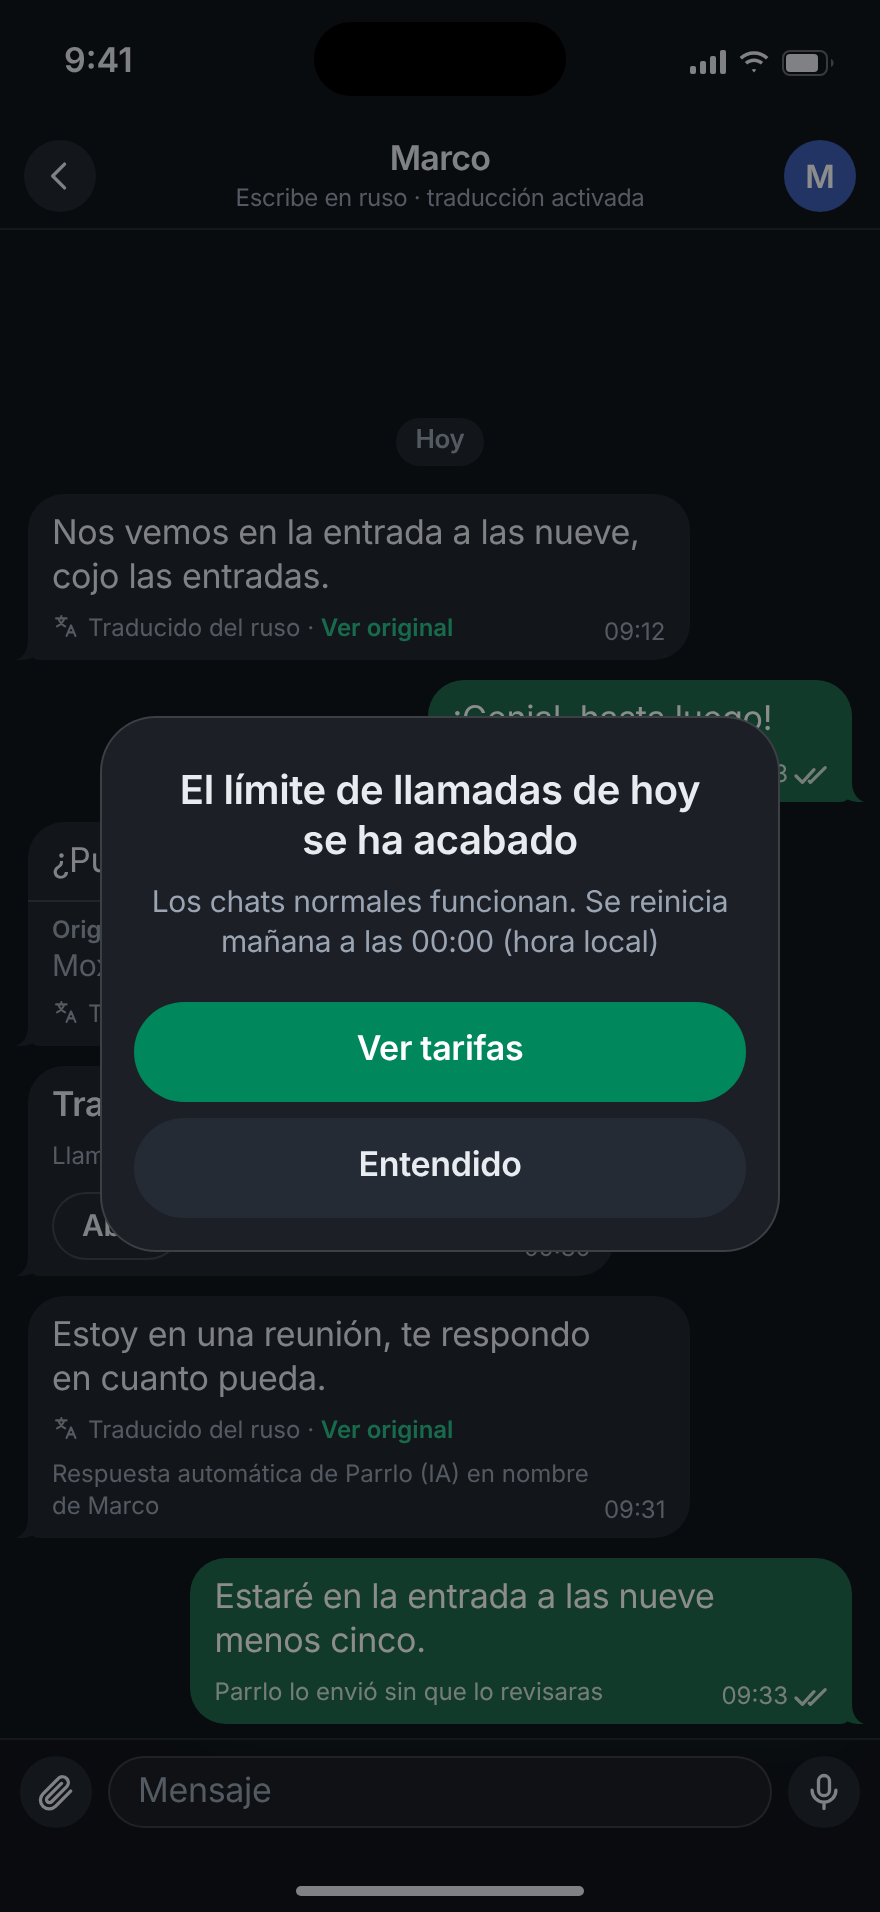 9:41
Marco
Escribe en ruso · traducción activada
M
Hoy
Nos vemos en la entrada a las nueve,
cojo las entradas.
Traducido del ruso · Ver original
09:12
¡Genial, hasta luego!
El límite de llamadas de hoy
se ha acabado
Los chats normales funcionan. Se reinicia
mañana a las 00:00 (hora local)
Ver tarifas
Entendido
Estoy en una reunión, te respondo
en cuanto pueda.
Traducido del ruso · Ver original
Respuesta automática de Parrlo (IA) en nombre
de Marco
09:31
Estaré en la entrada a las nueve
menos cinco.
Parrlo lo envió sin que lo revisaras
09:33
Mensaje